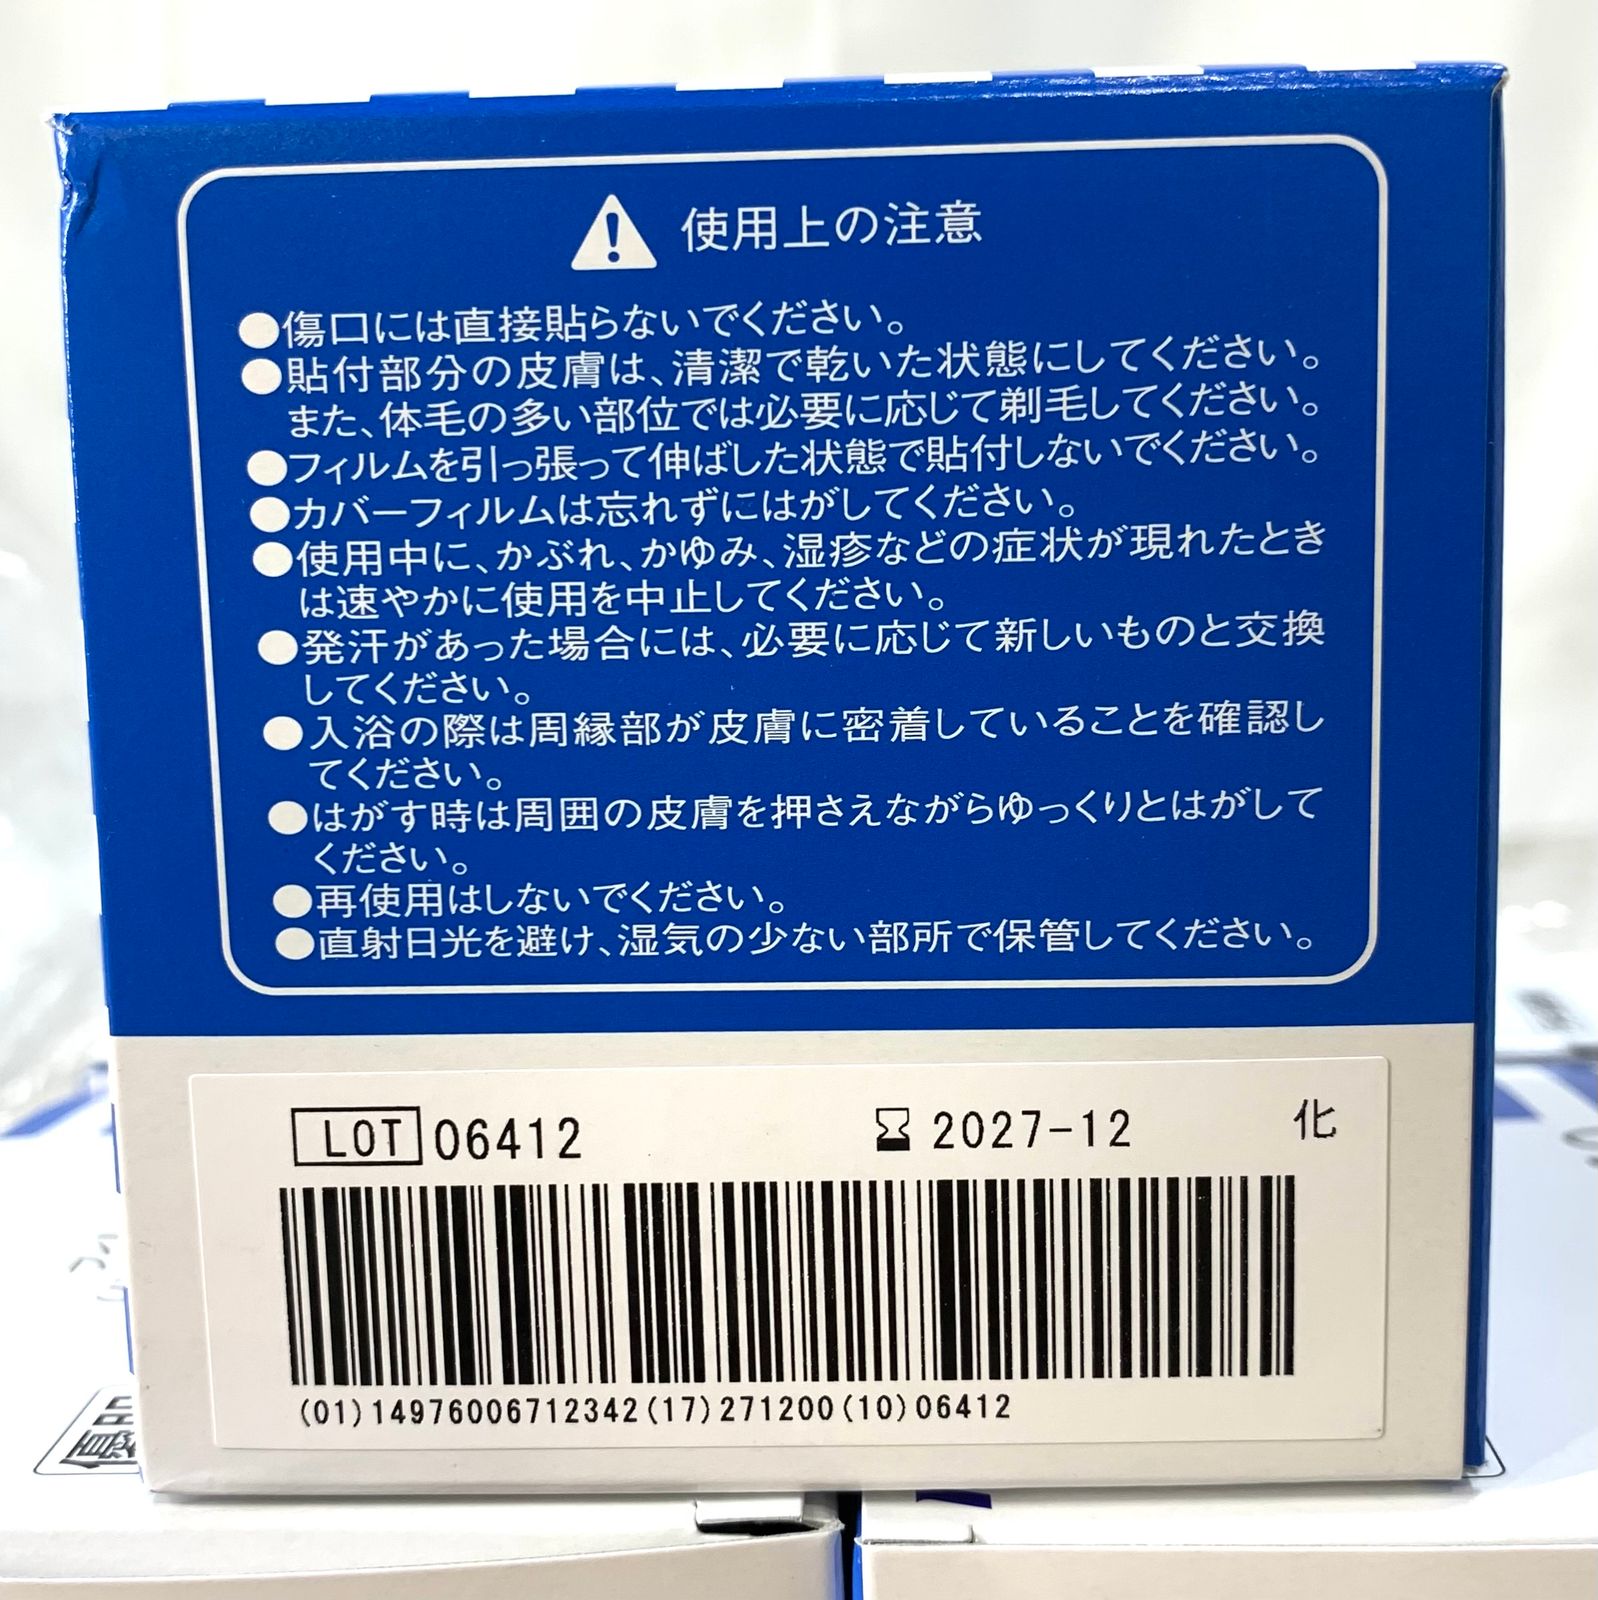 使用上の注意
●傷口には直接貼らないでください。
●貼付部分の皮膚は、清潔で乾いた状態にしてください。
また、体毛の多い部位では必要に応じて剃毛してください。
●フィルムを引っ張って伸ばした状態で貼付しないでください。
●カバーフィルムは忘れずにはがしてください。
●使用中に、かぶれ、かゆみ、湿疹などの症状が現れたとき
は速やかに使用を中止してください。
●発汗があった場合には、必要に応じて新しいものと交換
してください。
●入浴の際は周縁部が皮膚に密着していることを確認し
てください。
●はがす時は周囲の皮膚を押さえながらゆっくりとはがして
ください。
●再使用はしないでください。
●直射日光を避け、湿気の少ない部所で保管してください。
LOT 06412 2027-12 化
(01)14976006712342(17)271200(10)06412